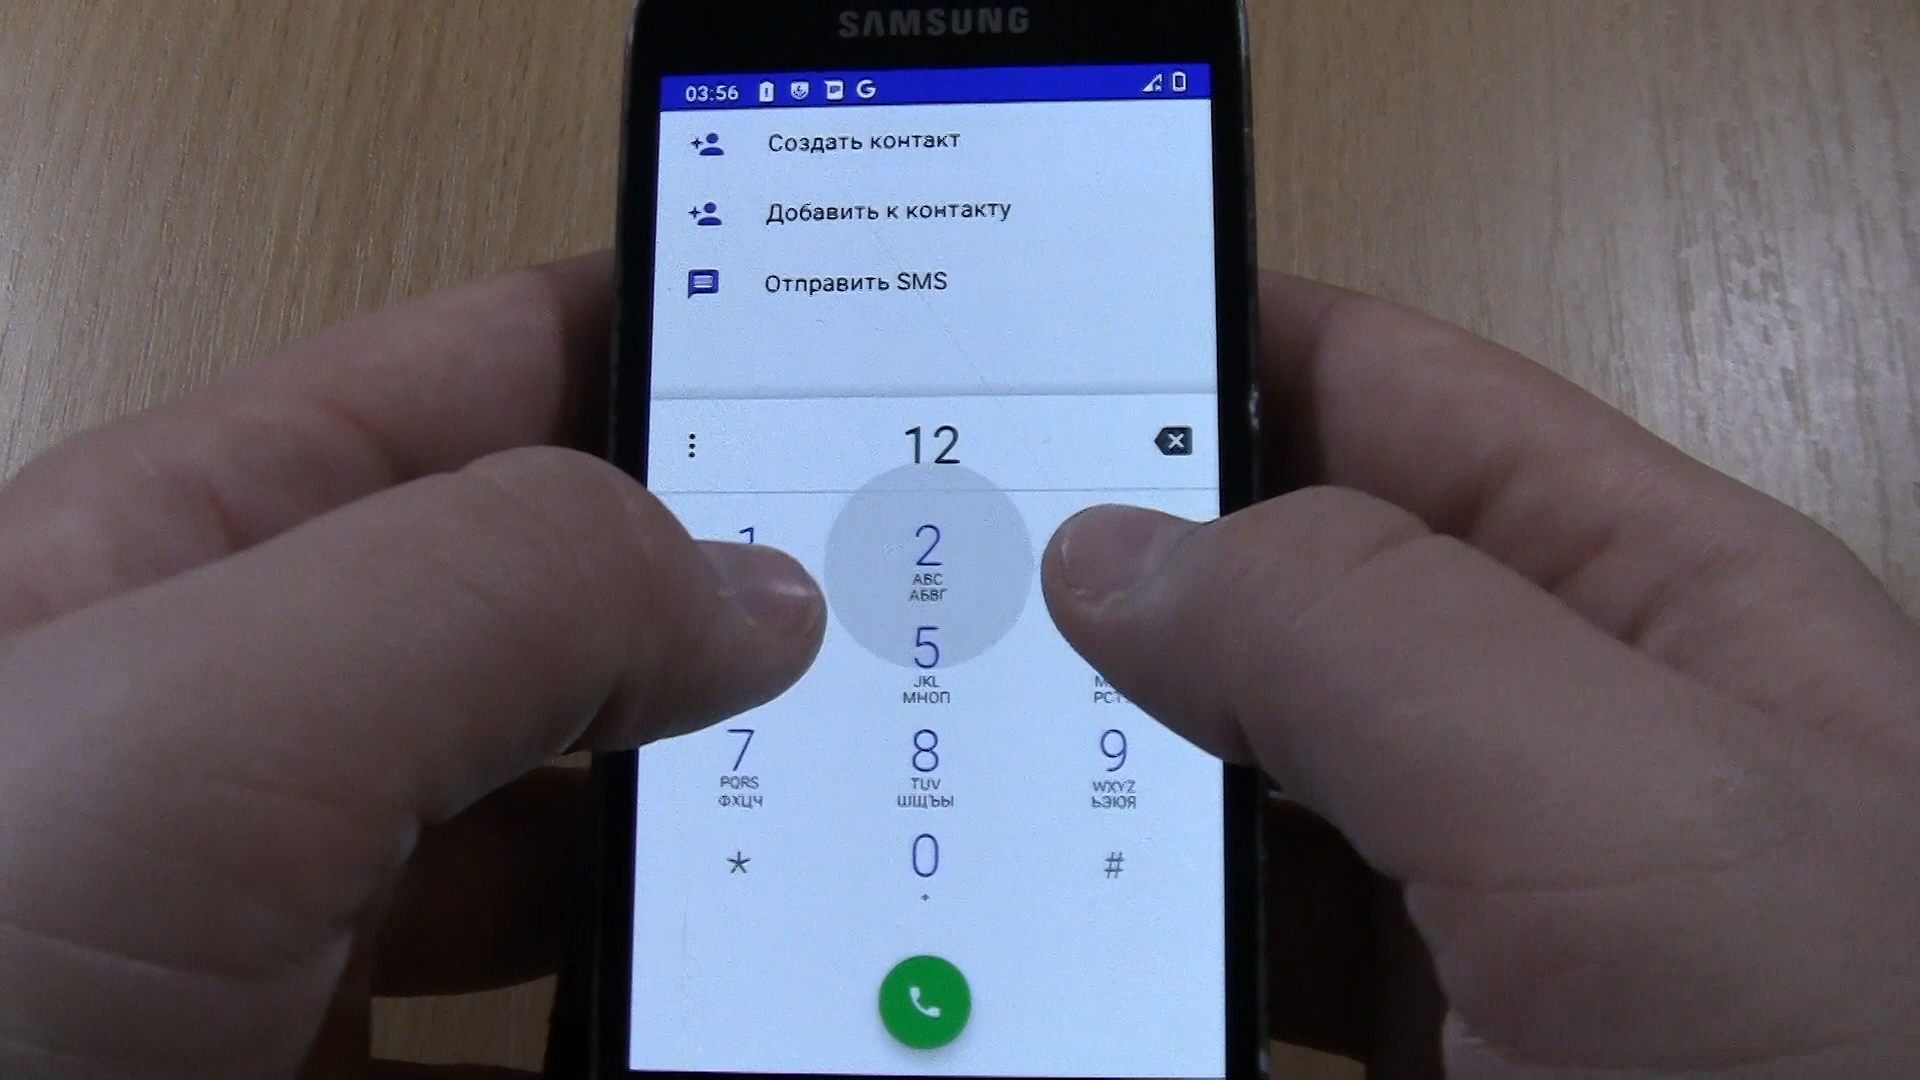 SAMSUNG
03:56
Создать контакт
Добавить к контакту
Отправить SMS
12
1
2
ABC
АБВГ
5
JKL
МНОП
7
PQRS
ФХЦЧ
8
TUV
ШЩЪЫ
9
WXYZ
ЬЭЮЯ
*
0
+
#